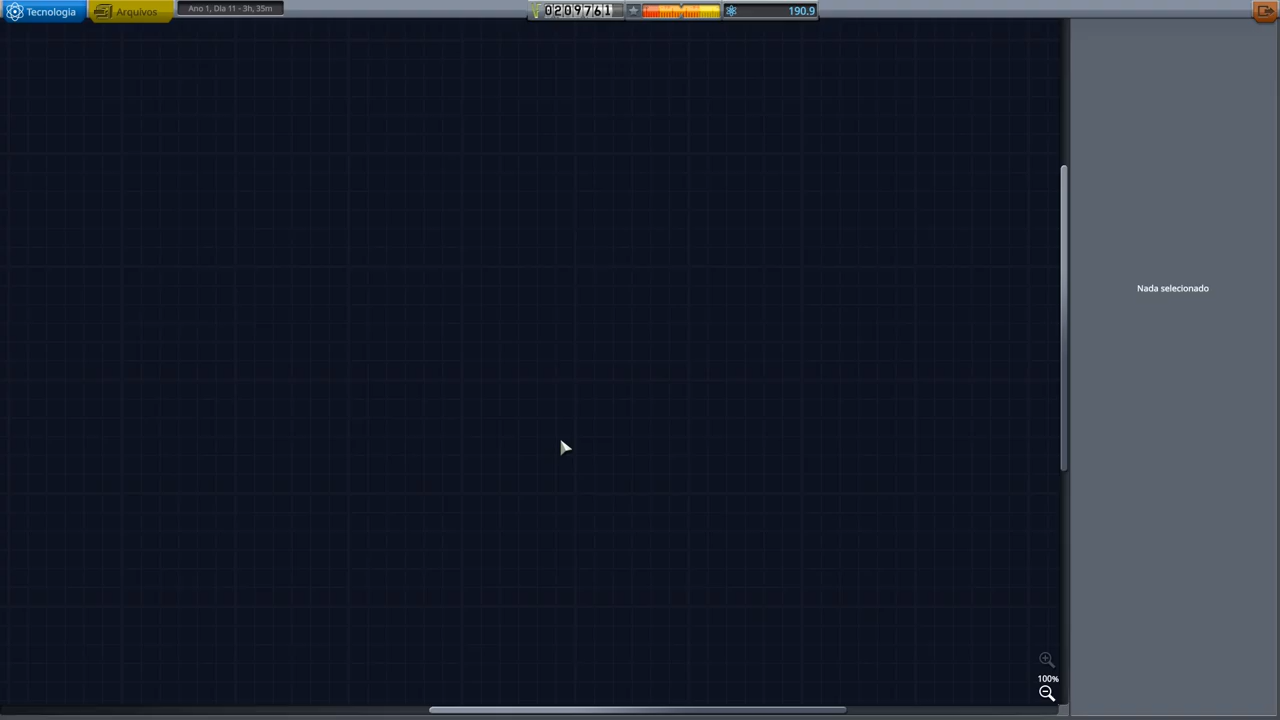 Tecnologia
Arquivos
Ano 1, Dia 11 - 3h, 35m
0209761
190.9
Nada selecionado
100%